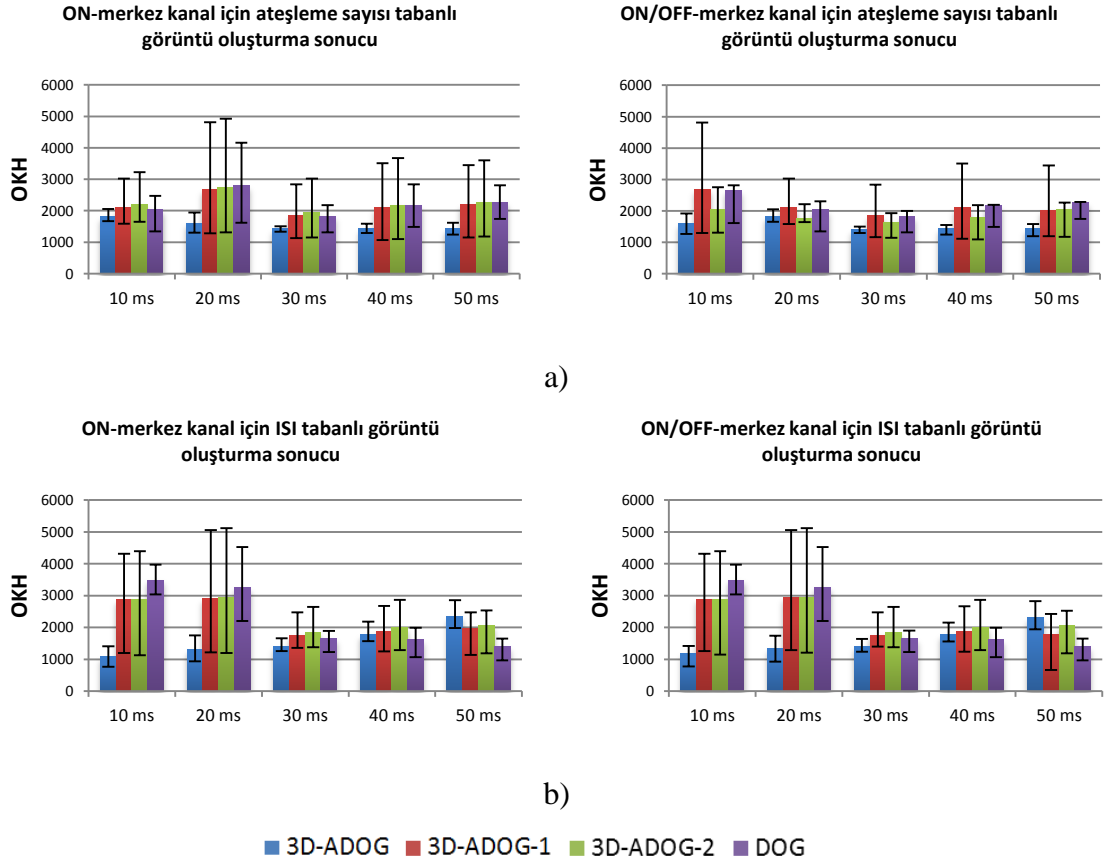 ON-merkez kanal için ateşleme sayısı tabanlı
görüntü oluşturma sonucu
OKH
6000
5000
4000
3000
2000
1000
0
10 ms 20 ms 30 ms 40 ms 50 ms
ON/OFF-merkez kanal için ateşleme sayısı tabanlı
görüntü oluşturma sonucu
OKH
6000
5000
4000
3000
2000
1000
0
10 ms 20 ms 30 ms 40 ms 50 ms
a)
ON-merkez kanal için ISI tabanlı görüntü
oluşturma sonucu
OKH
6000
5000
4000
3000
2000
1000
0
10 ms 20 ms 30 ms 40 ms 50 ms
ON/OFF-merkez kanal için ISI tabanlı görüntü
oluşturma sonucu
OKH
6000
5000
4000
3000
2000
1000
0
10 ms 20 ms 30 ms 40 ms 50 ms
b)
3D-ADOG 3D-ADOG-1 3D-ADOG-2 DOG